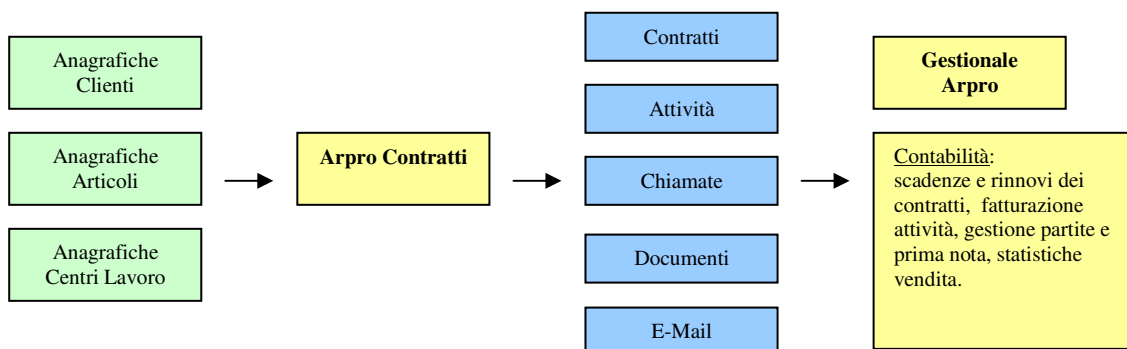 Anagrafiche
Clienti
Anagrafiche
Articoli
Anagrafiche
Centri Lavoro
Arpro Contratti
Contratti
Attività
Chiamate
Documenti
E-Mail
Gestionale
Arpro
Contabilità:
scadenze e rinnovi dei
contratti, fatturazione
attività, gestione partite e
prima nota, statistiche
vendita.